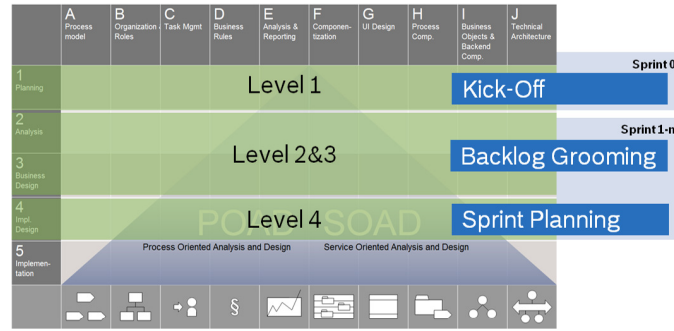 A
Process
model
B
Organization
Roles
C
Task Mgmt
D
Business
Rules
E
Analysis &
Reporting
F
Componen-
tization
G
UI Design
H
Process
Comp.
I
Business
Objects &
Backend
Comp.
J
Technical
Architecture
Sprint 0
1
Planning
Level 1
Kick-Off
Sprint 1-n
2
Analysis
Level 2&3
Backlog Grooming
3
Business
Design
4
Impl.
Design
POAD SOAD
Level 4
Sprint Planning
5
Implemen-
tation
Process Oriented Analysis and Design
Service Oriented Analysis and Design
§